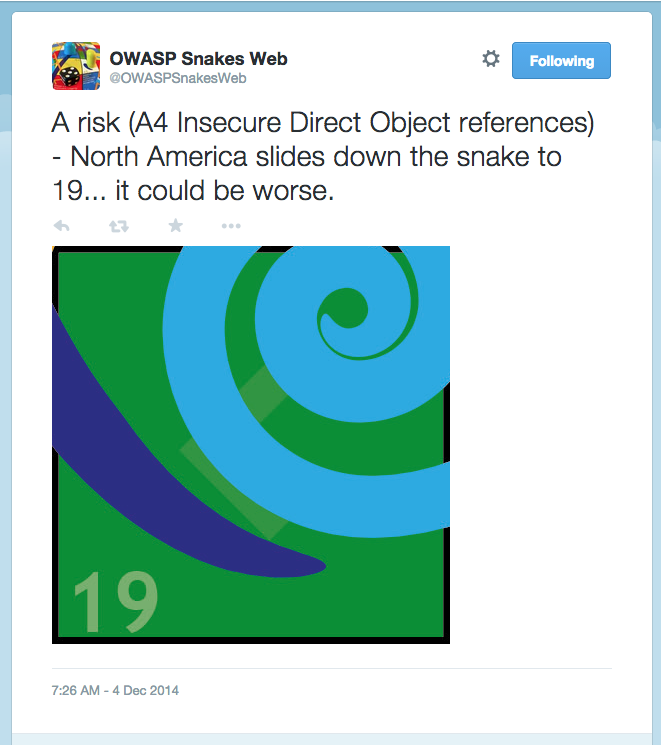 OWASP Snakes Web
@OWASPSnakesWeb
Following
A risk (A4 Insecure Direct Object references)
- North America slides down the snake to
19... it could be worse.
19
7:26 AM - 4 Dec 2014